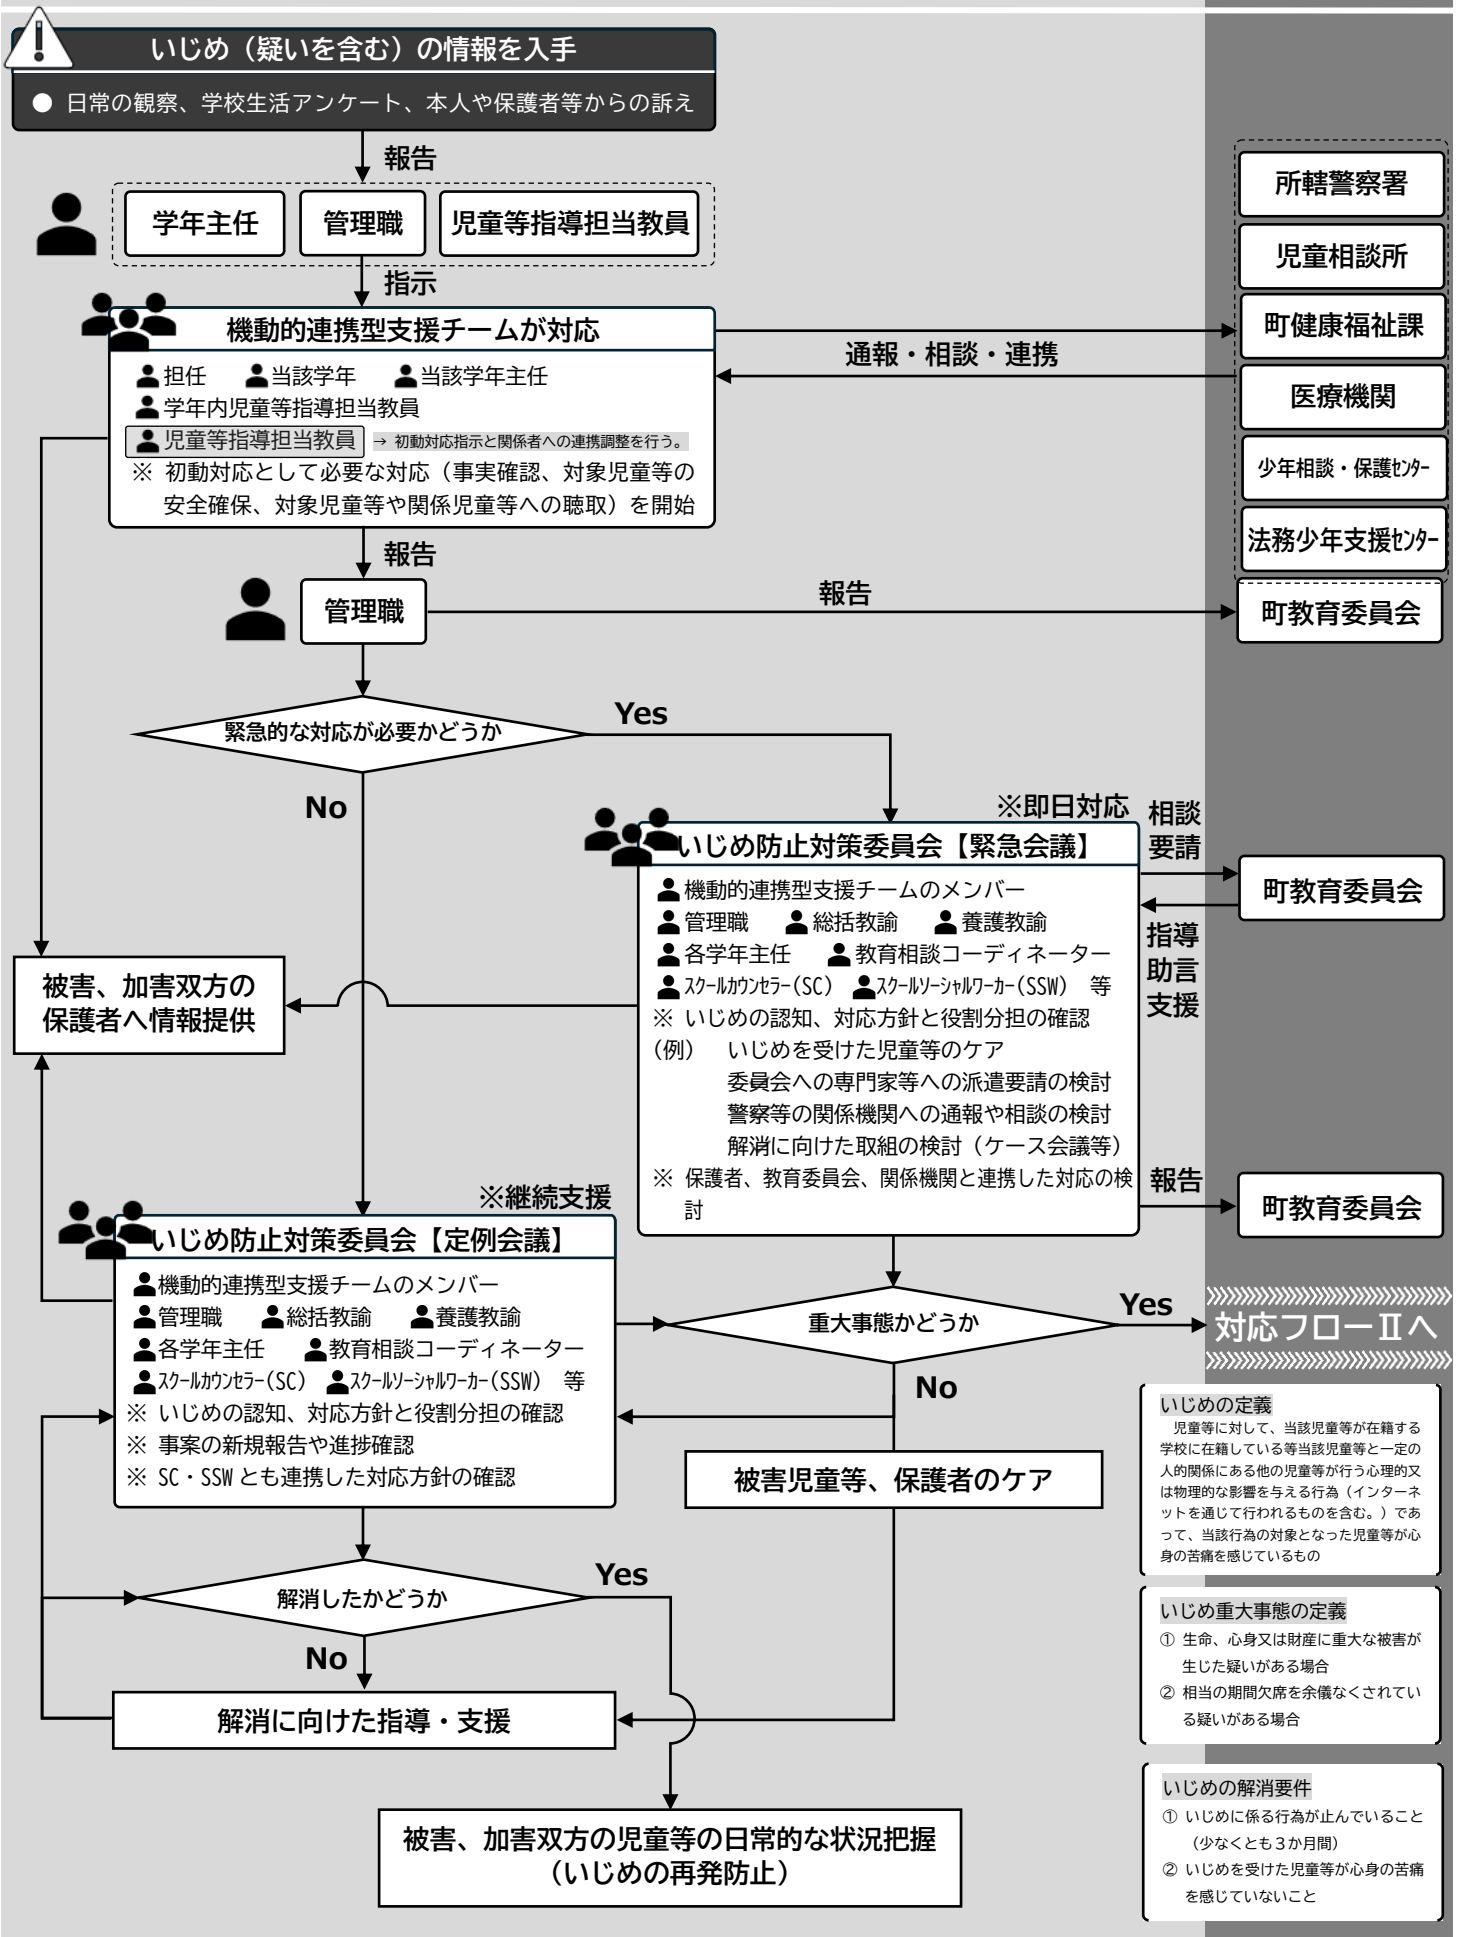 いじめ（疑いを含む）の情報を入手
● 日常の観察、学校生活アンケート、本人や保護者等からの訴え
報告
学年主任
管理職
児童等指導担当教員
指示
機動的連携型支援チームが対応
担任 当該学年 当該学年主任
学年内児童等指導担当教員
児童等指導担当教員 → 初動対応指示と関係者への連携調整を行う。
※ 初動対応として必要な対応（事実確認、対象児童等の
安全確保、対象児童等や関係児童等への聴取）を開始
通報・相談・連携
所轄警察署
児童相談所
町健康福祉課
医療機関
少年相談・保護ｾﾝﾀｰ
法務少年支援ｾﾝﾀｰ
報告
管理職
報告
町教育委員会
緊急的な対応が必要かどうか
Yes
No
※即日対応
いじめ防止対策委員会【緊急会議】
機動的連携型支援チームのメンバー
管理職 総括教諭 養護教諭
各学年主任 教育相談コーディネーター
ｽｸｰﾙｶｳﾝｾﾗｰ(SC) ｽｸｰﾙｿｰｼｬﾙﾜｰｶｰ(SSW) 等
※ いじめの認知、対応方針と役割分担の確認
（例） いじめを受けた児童等のケア
委員会への専門家等への派遣要請の検討
警察等の関係機関への通報や相談の検討
解消に向けた取組の検討（ケース会議等）
※ 保護者、教育委員会、関係機関と連携した対応の検
討
相談
要請
町教育委員会
指導
助言
支援
報告
町教育委員会
被害、加害双方の
保護者へ情報提供
※継続支援
いじめ防止対策委員会【定例会議】
機動的連携型支援チームのメンバー
管理職 総括教諭 養護教諭
各学年主任 教育相談コーディネーター
ｽｸｰﾙｶｳﾝｾﾗｰ(SC) ｽｸｰﾙｿｰｼｬﾙﾜｰｶｰ(SSW) 等
※ いじめの認知、対応方針と役割分担の確認
※ 事案の新規報告や進捗確認
※ SC・SSWとも連携した対応方針の確認
重大事態かどうか
Yes
対応フローⅡへ
No
被害児童等、保護者のケア
解消したかどうか
Yes
No
解消に向けた指導・支援
被害、加害双方の児童等の日常的な状況把握
（いじめの再発防止）
いじめの定義
児童等に対して、当該児童等が在籍する
学校に在籍している等当該児童等と一定の
人的関係にある他の児童等が行う心理的又
は物理的な影響を与える行為（インターネ
ットを通じて行われるものを含む。）であ
って、当該行為の対象となった児童等が心
身の苦痛を感じているもの
いじめ重大事態の定義
① 生命、心身又は財産に重大な被害が
生じた疑いがある場合
② 相当の期間欠席を余儀なくされてい
る疑いがある場合
いじめの解消要件
① いじめに係る行為が止んでいること
（少なくとも３か月間）
② いじめを受けた児童等が心身の苦痛
を感じていないこと